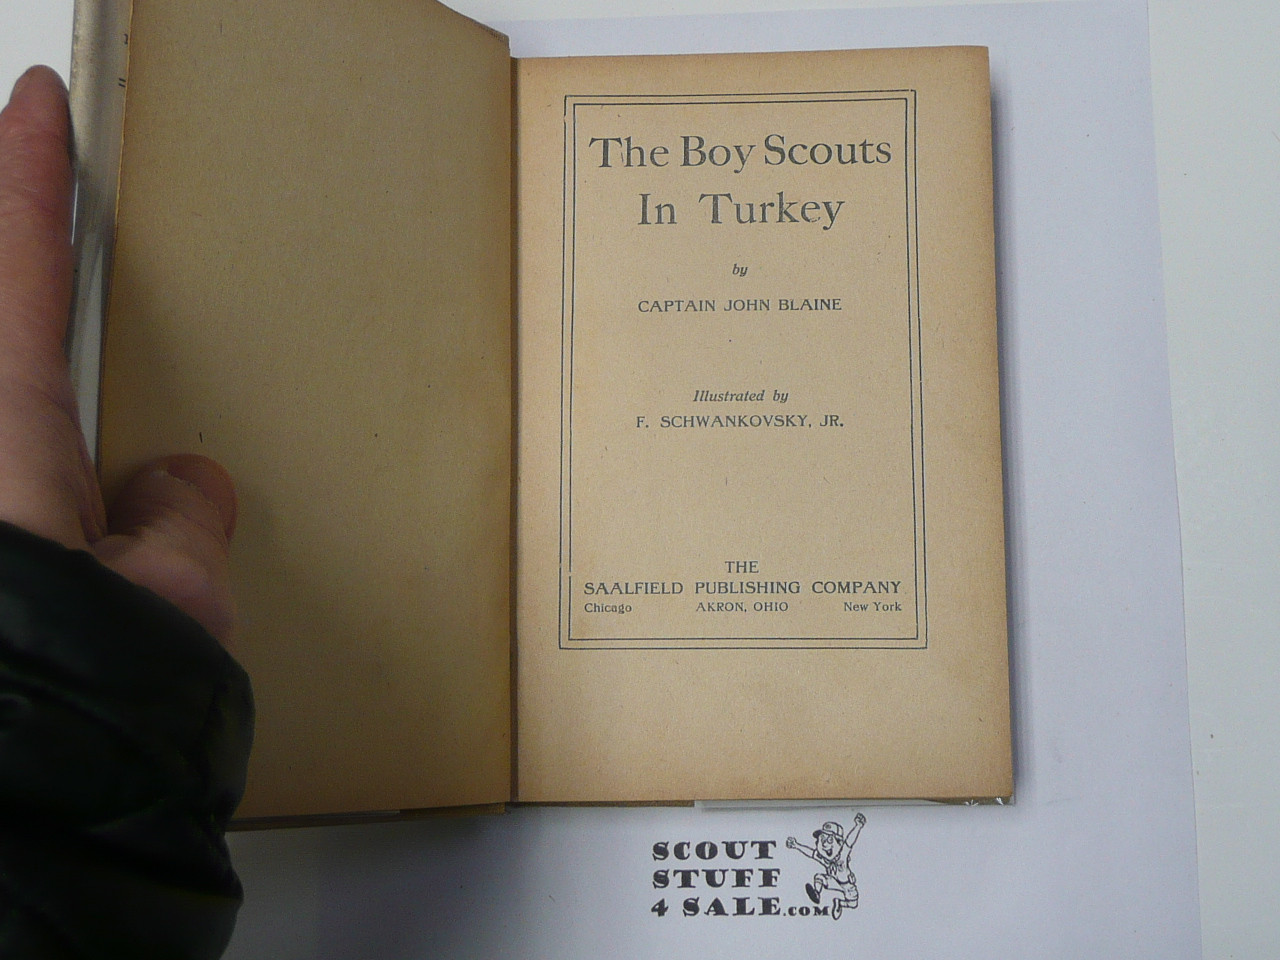 The Boy Scouts
In Turkey
by
CAPTAIN JOHN BLAINE
Illustrated by
F. SCHWANKOVSKY, JR.
THE
SAALFIELD PUBLISHING COMPANY
Chicago AKRON, OHIO New York
SCOUT
STUFF
4 SALE.COM